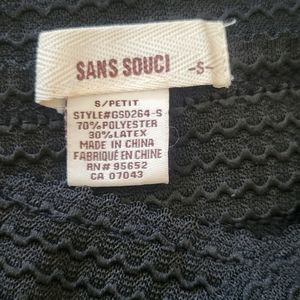 SANS SOUCI -S-
S/PETIT
STYLE#GSD264-S
70%POLYESTER
30%LATEX
MADE IN CHINA
FABRIQUÉ EN CHINE
RN# 95652
CA 07043